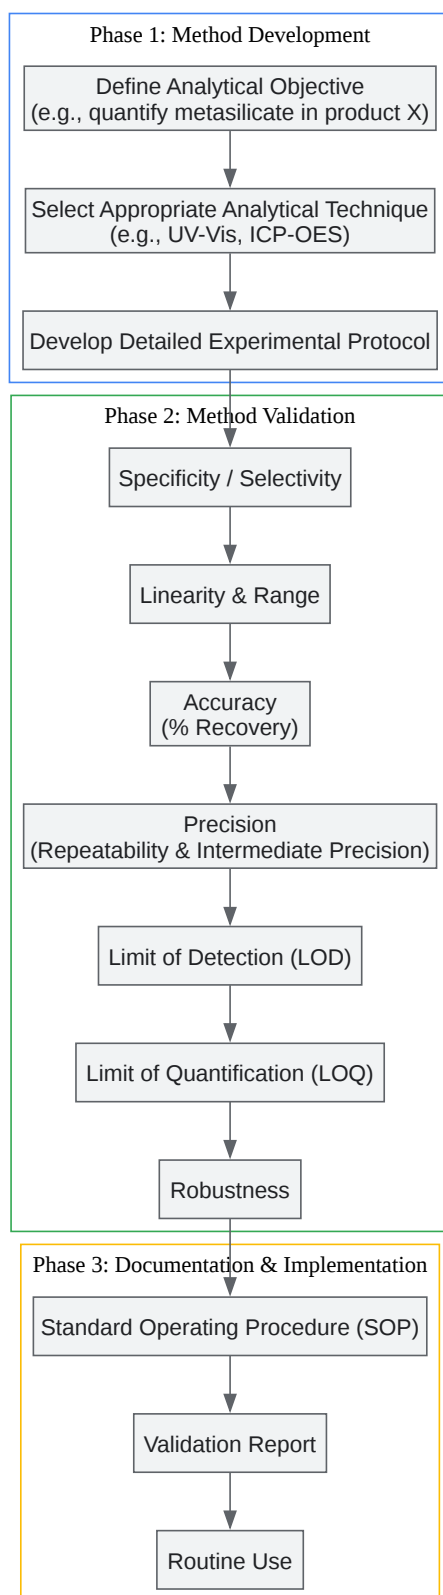 Phase 1: Method Development
Define Analytical Objective
(e.g., quantify metasilicate in product X)
Select Appropriate Analytical Technique
(e.g., UV-Vis, ICP-OES)
Develop Detailed Experimental Protocol
Phase 2: Method Validation
Specificity / Selectivity
Linearity & Range
Accuracy
(% Recovery)
Precision
(Repeatability & Intermediate Precision)
Limit of Detection (LOD)
Limit of Quantification (LOQ)
Robustness
Phase 3: Documentation & Implementation
Standard Operating Procedure (SOP)
Validation Report
Routine Use